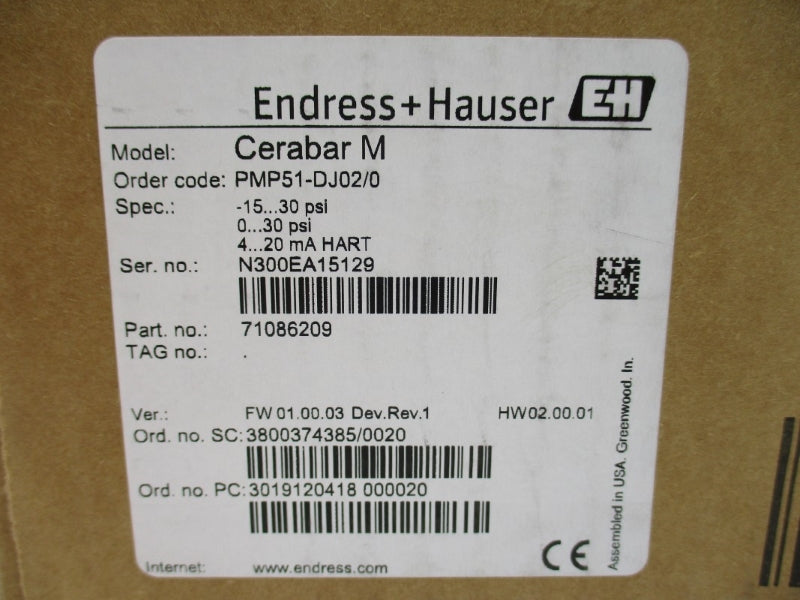 Endress+Hauser EH
Model: Cerabar M
Order code: PMP51-DJ02/0
Spec.: -15...30 psi
0...30 psi
4...20 mA HART
Ser. no.: N300EA15129
Part. no.: 71086209
TAG no.: .
Ver.: FW 01.00.03 Dev.Rev.1 HW02.00.01
Ord. no. SC: 3800374385/0020
Ord. no. PC: 3019120418 000020
Internet: www.endress.com
CE
Assembled in USA. Greenwood. In.